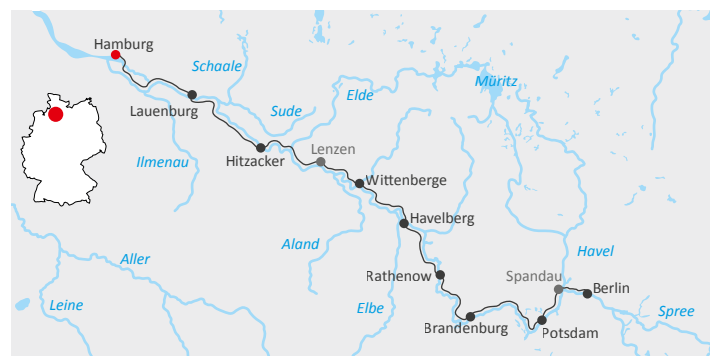 Hamburg
Schaale
Müritz
Elde
Lauenburg
Sude
Lenzen
Hitzacker
Ilmenau
Wittenberge
Havelberg
Aland
Havel
Aller
Rathenow
Spandau
Berlin
Leine
Elbe
Spree
Brandenburg
Potsdam